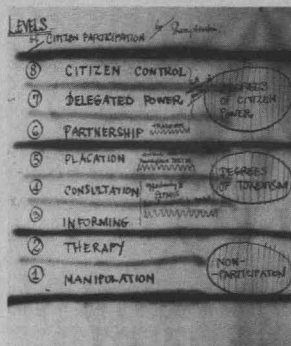 LEVELS
OF CITIZEN PARTICIPATION
⑧ CITIZEN CONTROL
⑦ DELEGATED POWER
⑥ PARTNERSHIP
DEGREES
OF CITIZEN
POWER
⑤ PLACATION
④ CONSULTATION
③ INFORMING
DEGREES
OF TOKENISM
② THERAPY
① MANIPULATION
NON-
-PARTICIPATION